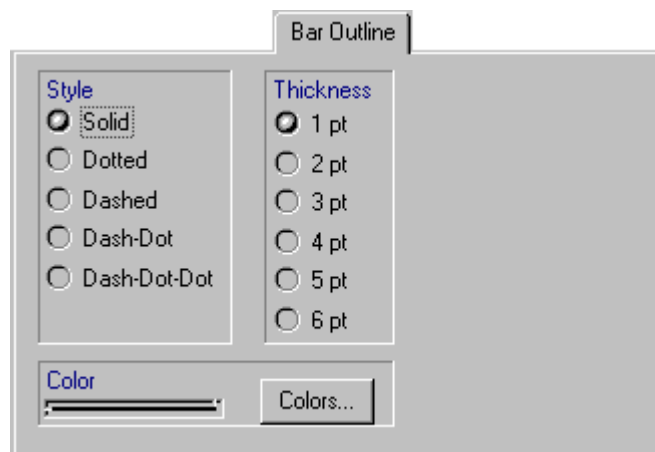 Bar Outline
Style
Solid
Dotted
Dashed
Dash-Dot
Dash-Dot-Dot
Thickness
1 pt
2 pt
3 pt
4 pt
5 pt
6 pt
Color
Colors...